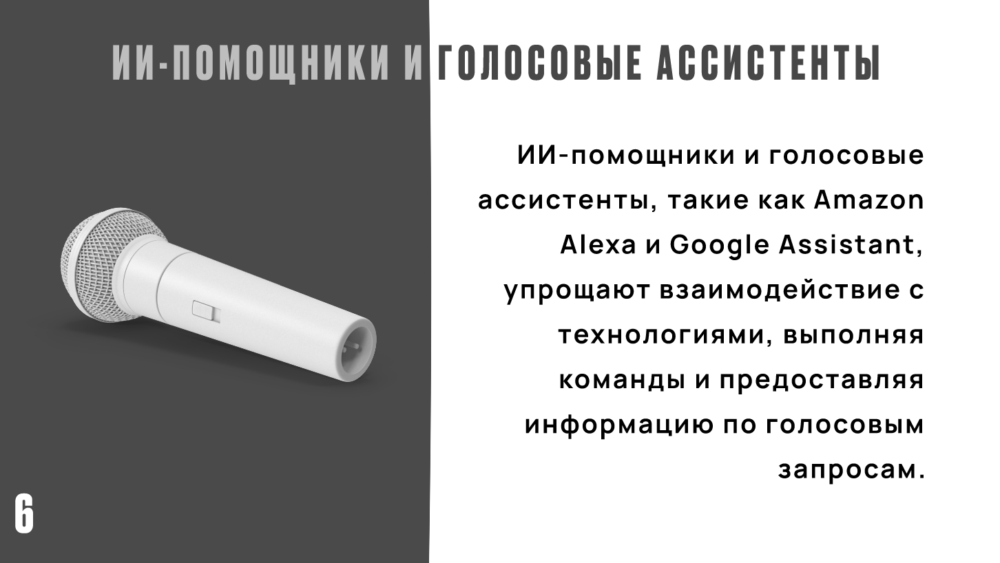 ИИ-ПОМОЩНИКИ И ГОЛОСОВЫЕ АССИСТЕНТЫ
ИИ-помощники и голосовые
ассистенты, такие как Amazon
Alexa и Google Assistant,
упрощают взаимодействие с
технологиями, выполняя
команды и предоставляя
информацию по голосовым
запросам.
6